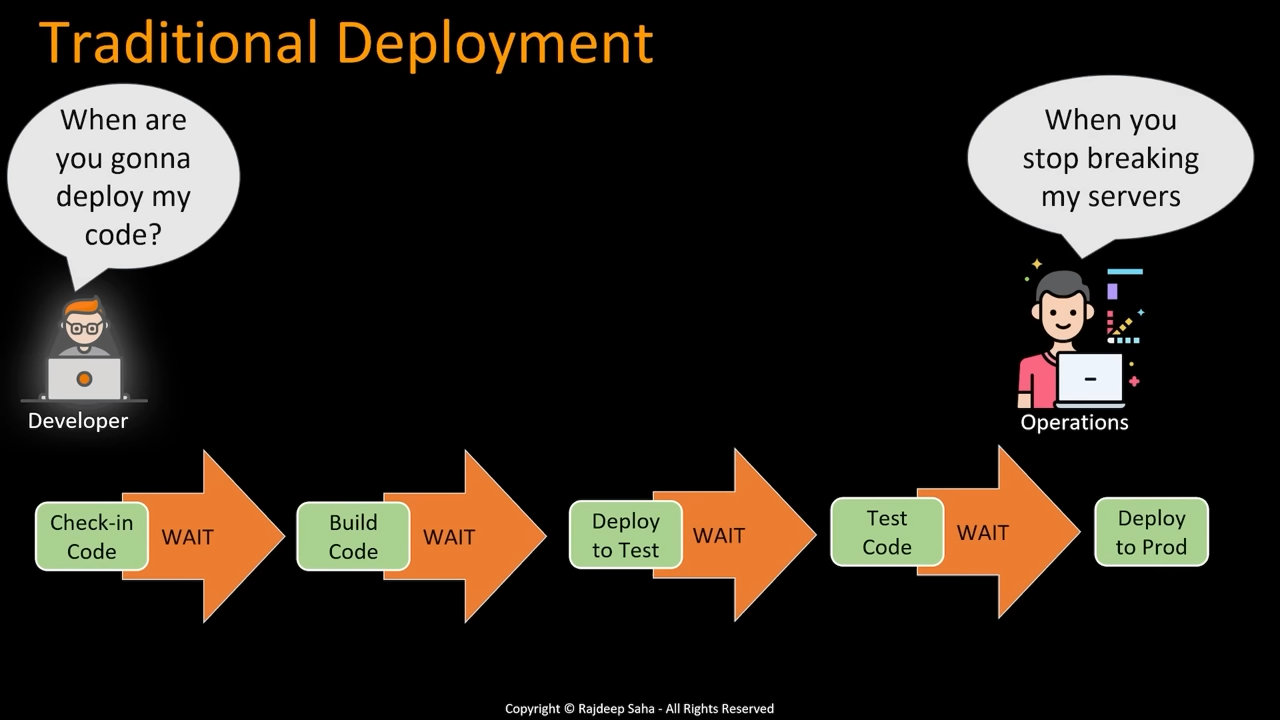 Traditional Deployment
When are
you gonna
deploy my
code?
When you
stop breaking
my servers
Developer
Operations
Check-in
Code
WAIT
Build
Code
WAIT
Deploy
to Test
WAIT
Test
Code
WAIT
Deploy
to Prod
Copyright © Rajdeep Saha - All Rights Reserved